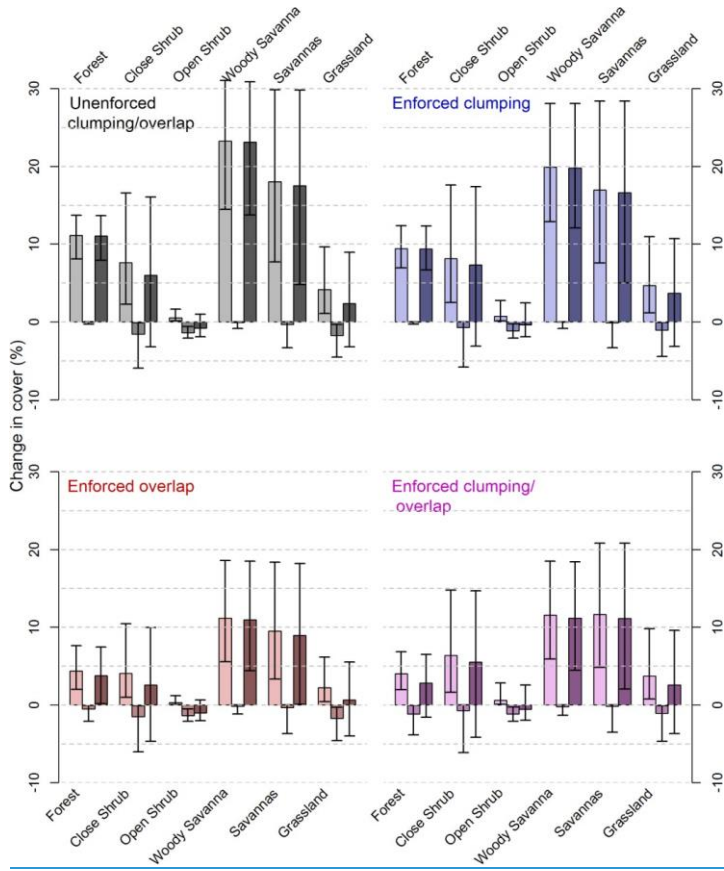 Forest
Close Shrub
Open Shrub
Woody Savanna
Savannas
Grassland
Forest
Close Shrub
Open Shrub
Woody Savanna
Savannas
Grassland
Unenforced
clumping/overlap
Enforced clumping
30
20
10
0
-10
30
20
10
0
-10
Change in cover (%)
Enforced overlap
Enforced clumping/
overlap
30
20
10
0
-10
30
20
10
0
-10
Forest
Close Shrub
Open Shrub
Woody Savanna
Savannas
Grassland
Forest
Close Shrub
Open Shrub
Woody Savanna
Savannas
Grassland